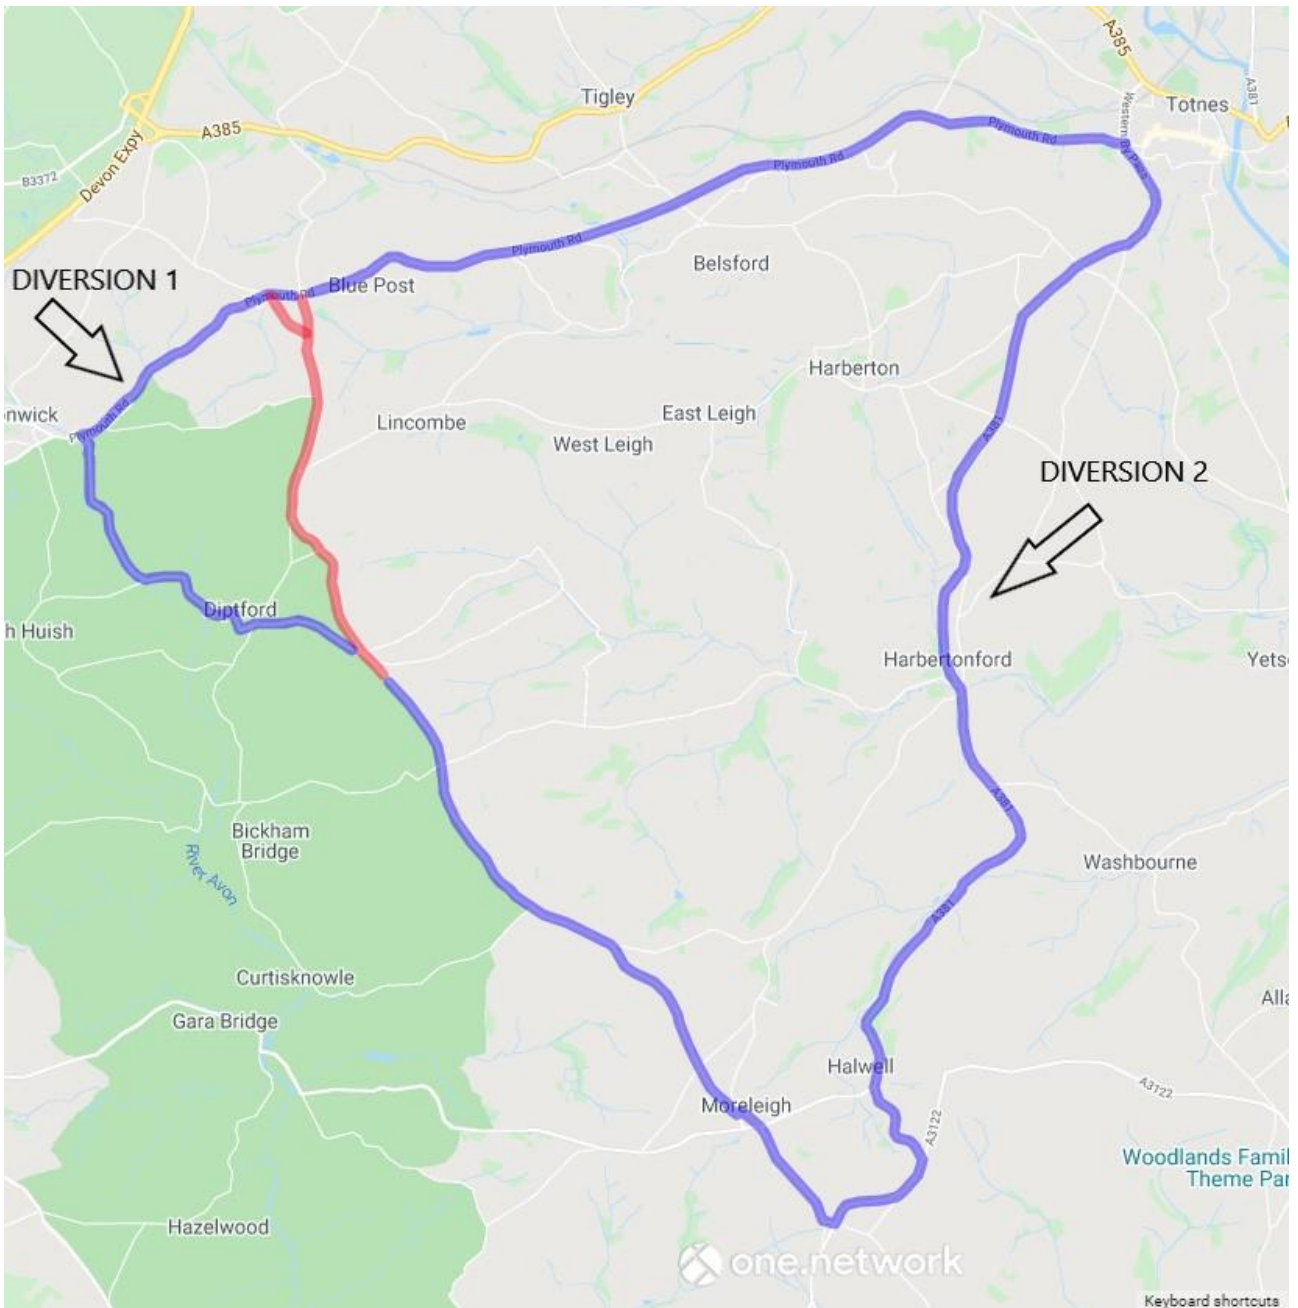 A385
Totnes
A381
Western By Pass
Tigley
A385
Devon Expy
B3372
Plymouth Rd
Plymouth Rd
Plymouth Rd
Belsford
DIVERSION 1
Blue Post
Plymouth Rd
Harberton
onwick
Plymouth Rd
Lincombe
East Leigh
West Leigh
A381
DIVERSION 2
Diptford
h Huish
Harbertonford
Yets
A381
Bickham
Bridge
River Avon
Washbourne
A381
Curtisknowle
Gara Bridge
Alla
Halwell
Moreleigh
A3122
A3122
Woodlands Famil
Theme Par
Hazelwood
one.network
Keyboard shortcuts